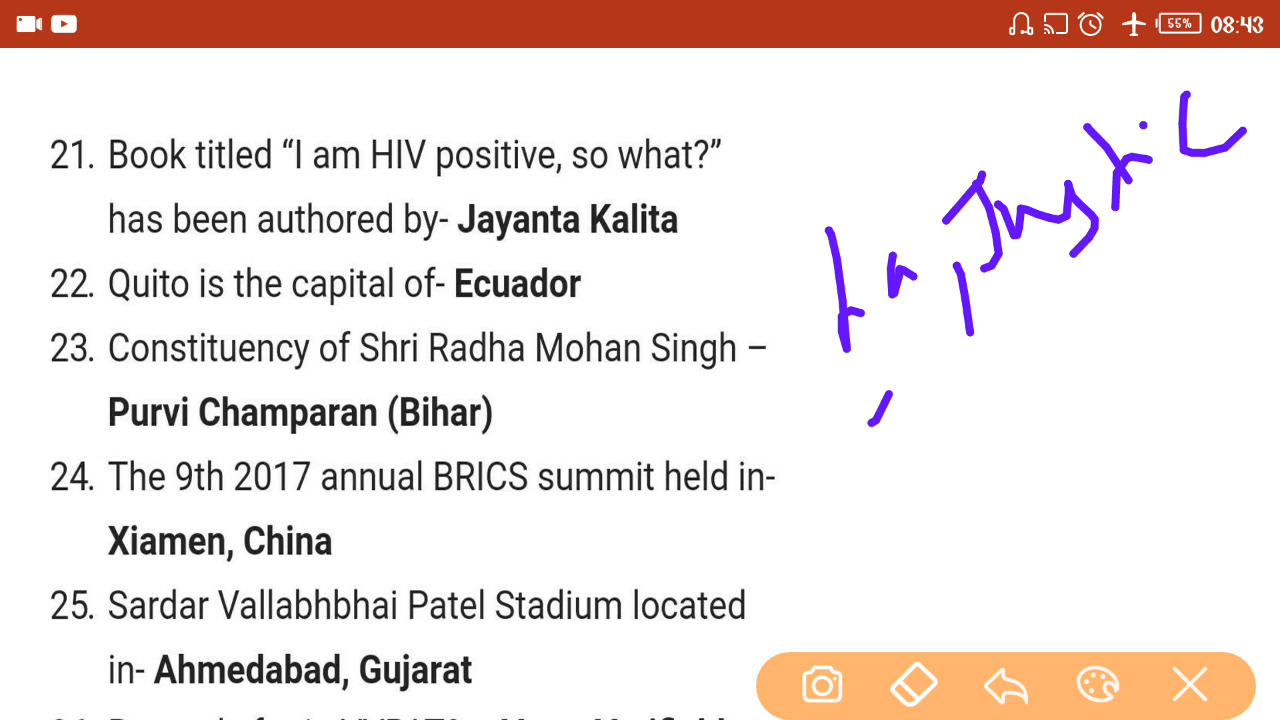 55% 08:43
21. Book titled “I am HIV positive, so what?”
has been authored by- Jayanta Kalita
22. Quito is the capital of- Ecuador
23. Constituency of Shri Radha Mohan Singh –
Purvi Champaran (Bihar)
24. The 9th 2017 annual BRICS summit held in-
Xiamen, China
25. Sardar Vallabhbhai Patel Stadium located
in- Ahmedabad, Gujarat